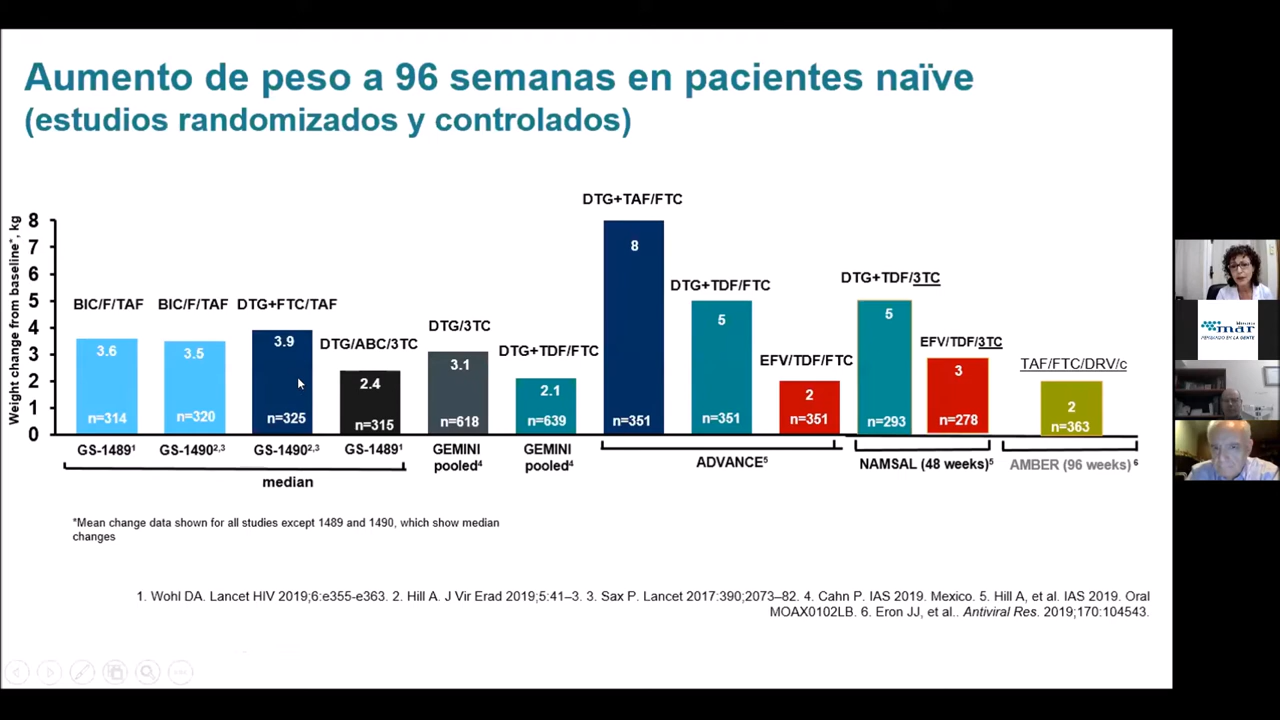 Aumento de peso a 96 semanas en pacientes naïve
(estudios randomizados y controlados)
Weight change from baseline*, kg
8
7
6
5
4
3
2
1
0
BIC/F/TAF
3.6
n=314
GS-1489¹
BIC/F/TAF
3.5
n=320
GS-1490²,³
DTG+FTC/TAF
3.9
n=325
GS-1490²,³
DTG/ABC/3TC
2.4
n=315
GS-1489¹
median
DTG/3TC
3.1
n=618
GEMINI
pooled⁴
DTG+TDF/FTC
2.1
n=639
GEMINI
pooled⁴
DTG+TAF/FTC
8
n=351
DTG+TDF/FTC
5
n=351
EFV/TDF/FTC
2
n=351
ADVANCE⁵
DTG+TDF/3TC
5
n=293
EFV/TDF/3TC
3
n=278
NAMSAL (48 weeks)⁵
TAF/FTC/DRV/c
2
n=363
AMBER (96 weeks)⁶
*Mean change data shown for all studies except 1489 and 1490, which show median
changes
1. Wohl DA. Lancet HIV 2019;6:e355-e363. 2. Hill A. J Vir Erad 2019;5:41–3. 3. Sax P. Lancet 2017:390;2073–82. 4. Cahn P. IAS 2019. Mexico. 5. Hill A, et al. IAS 2019. Oral
MOAX0102LB. 6. Eron JJ, et al.. Antiviral Res. 2019;170:104543.
mar